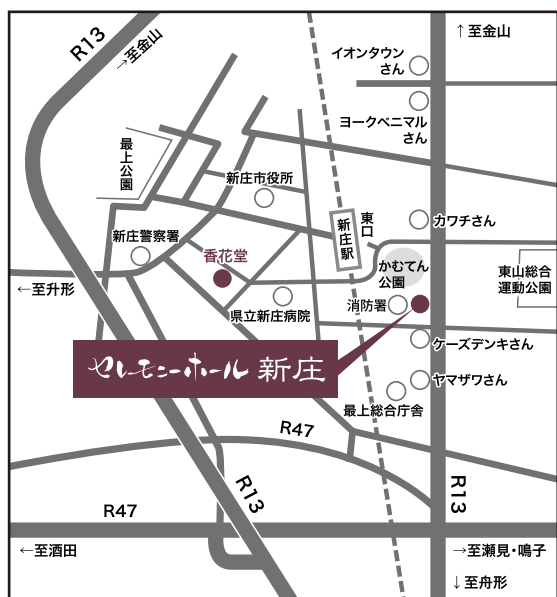 R13
→至金山
↑至金山
イオンタウン
さん
ヨークベニマル
さん
最上
公園
新庄市役所
東口
新庄駅
カワチさん
新庄警察署
香花堂
かむてん
公園
東山総合
運動公園
←至升形
県立新庄病院
消防署
ケーズデンキさん
セレモニーホール 新庄
ヤマザワさん
最上総合庁舎
R47
R13
R13
R47
←至酒田
→至瀬見・鳴子
↓至舟形